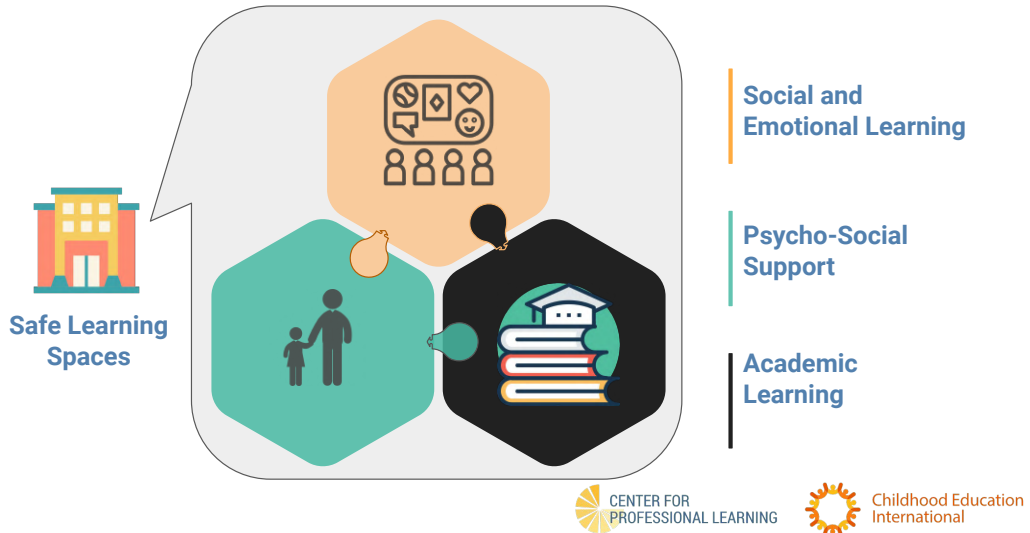 Safe Learning
Spaces
Social and
Emotional Learning
Psycho-Social
Support
Academic
Learning
CENTER FOR
PROFESSIONAL LEARNING
Childhood Education
International